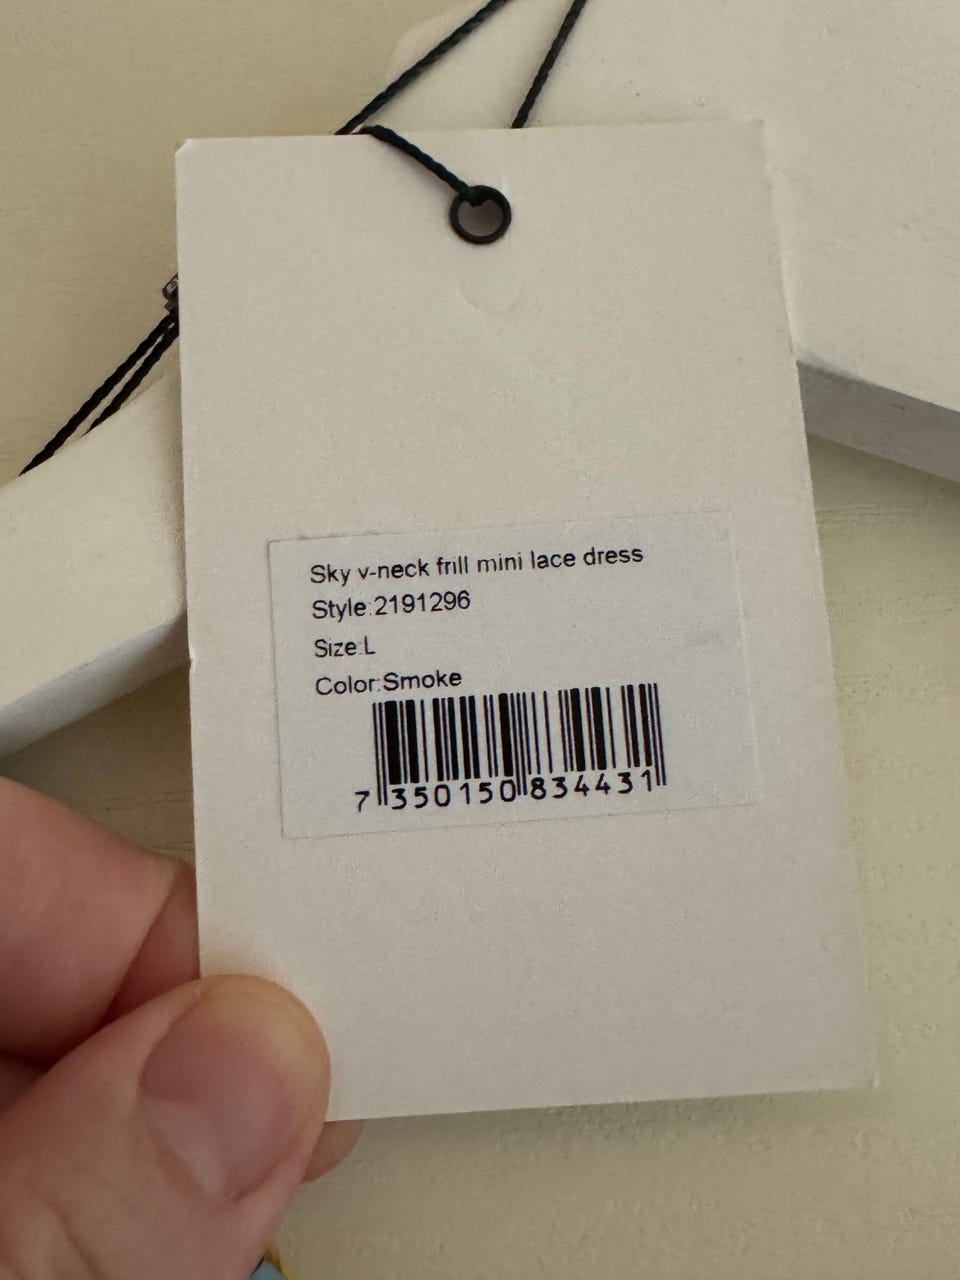 Sky v-neck frill mini lace dress
Style:2191296
Size:L
Color:Smoke
7 350150 834431